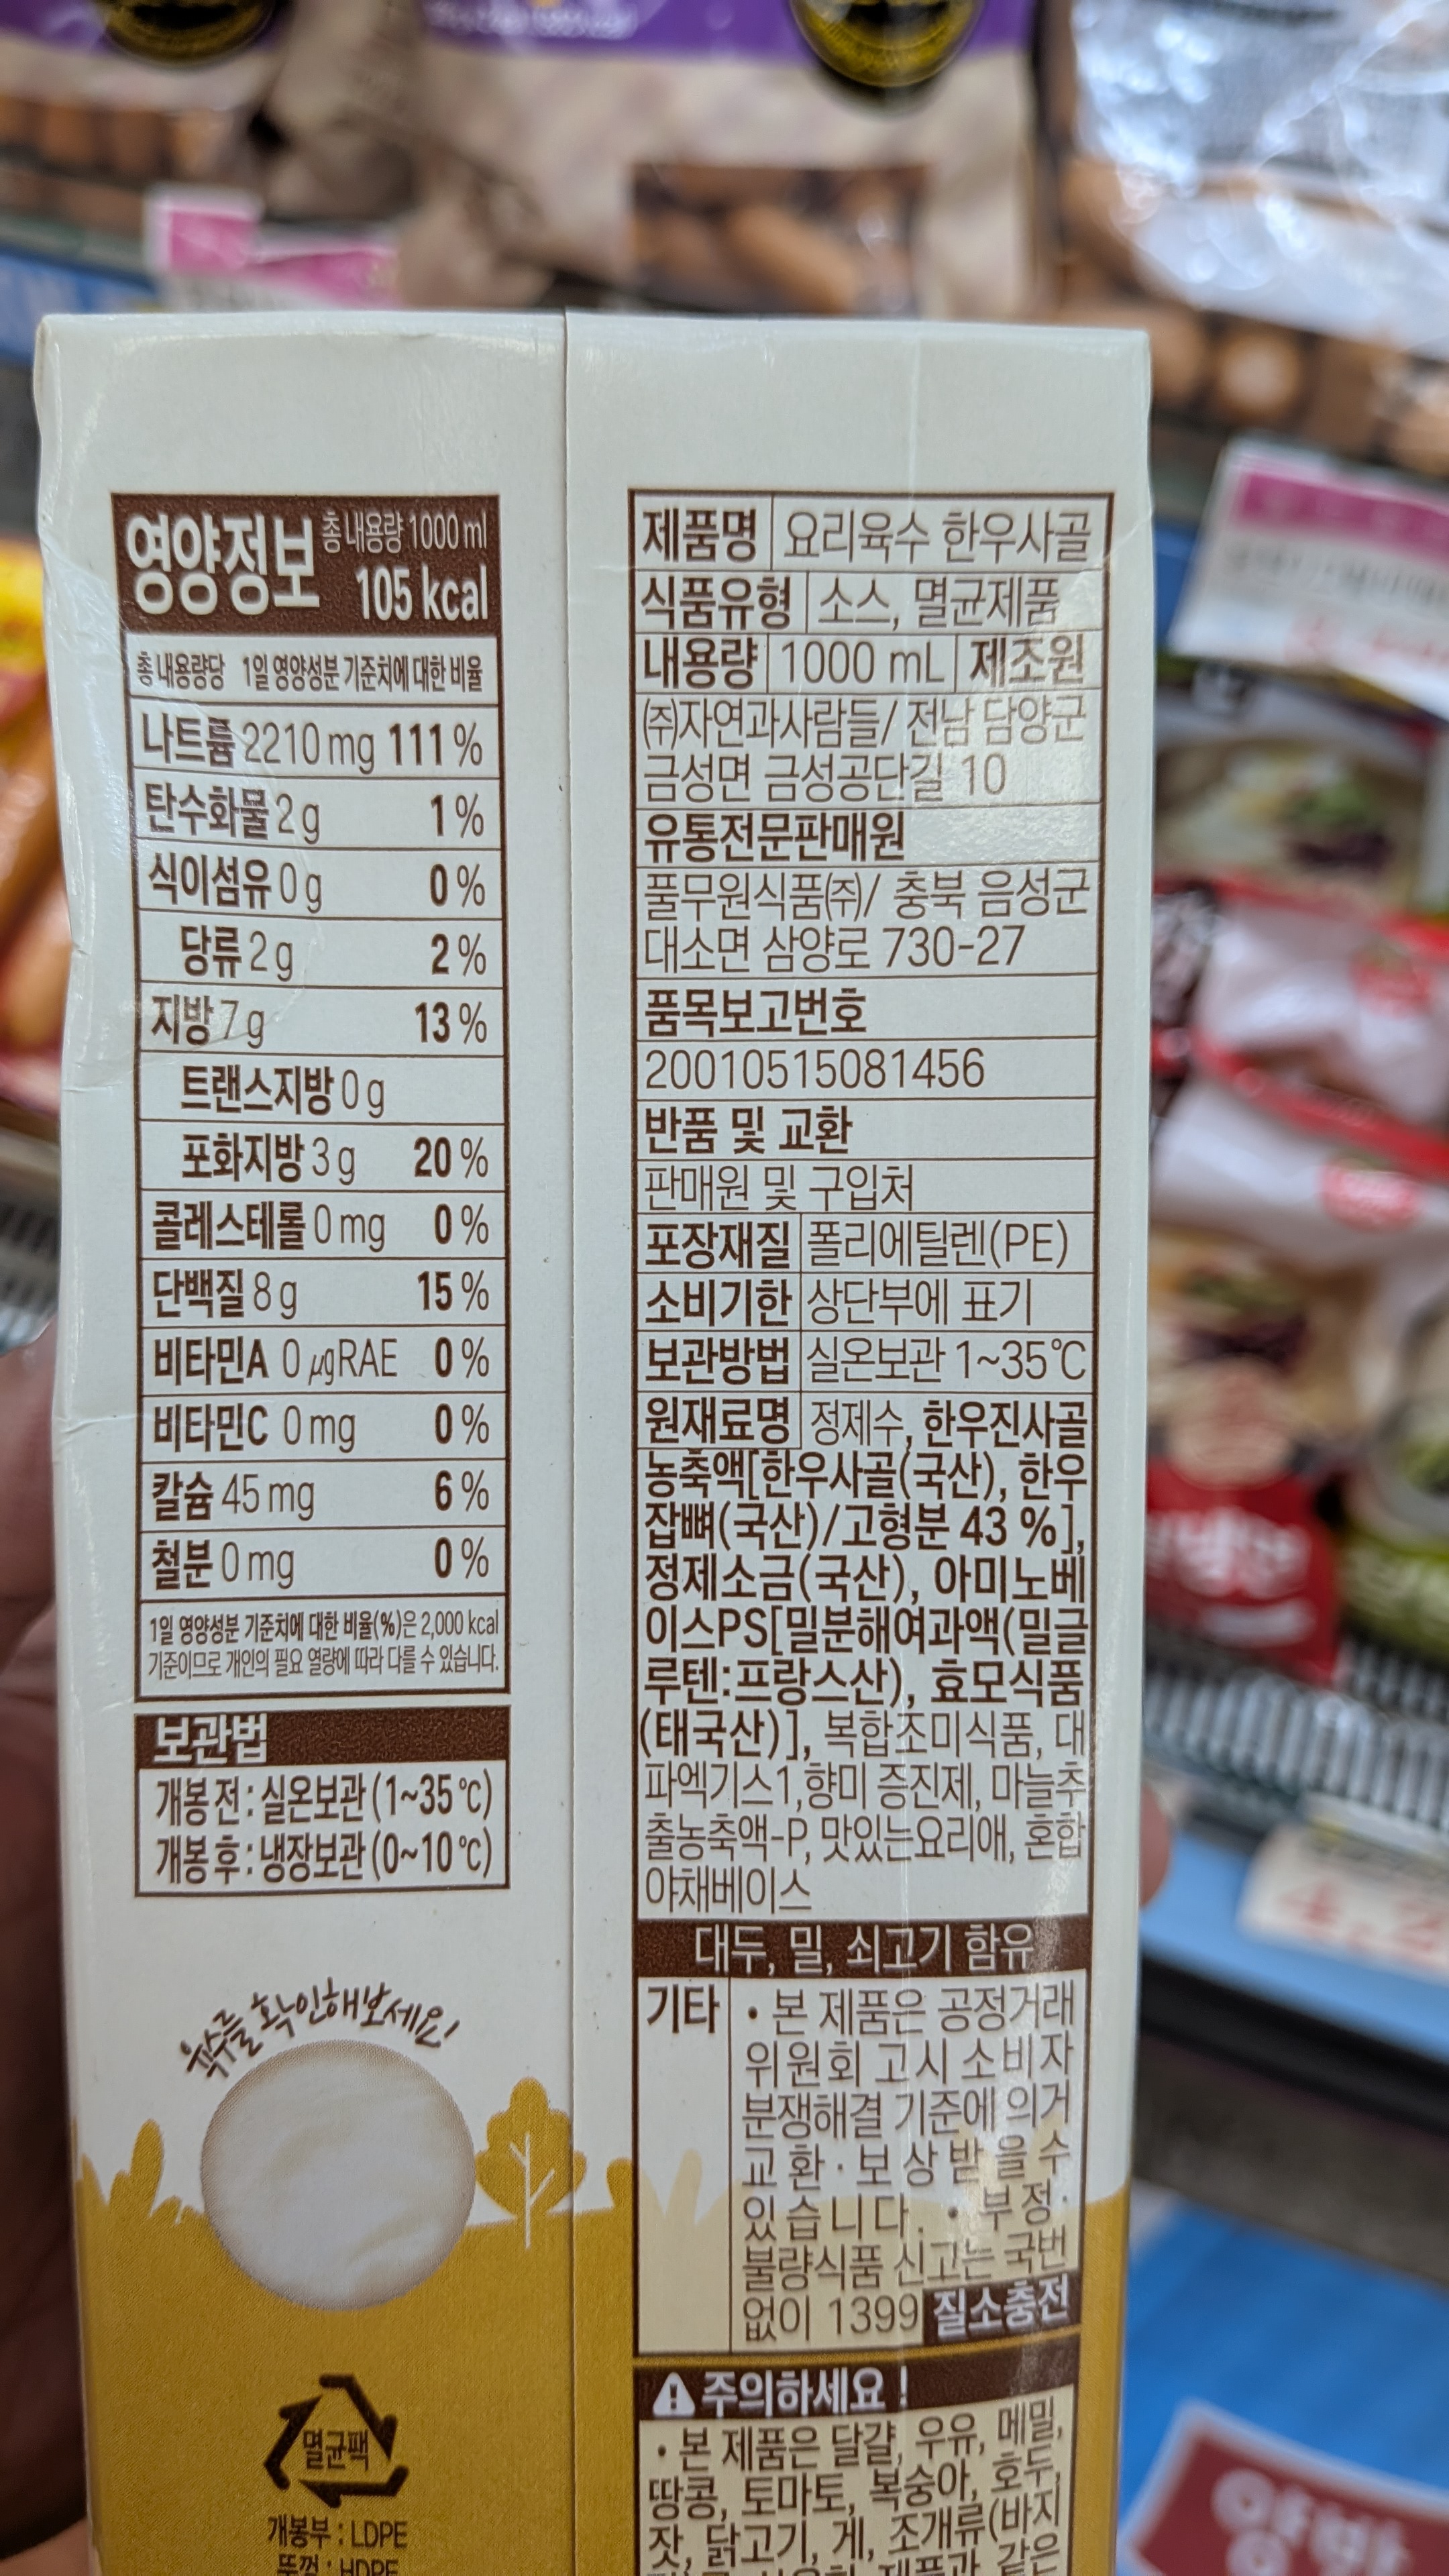 영양정보 총 내용량 1000 ml
105 kcal
총 내용량당 1일 영양성분 기준치에 대한 비율
나트륨 2210 mg 111 %
탄수화물 2 g 1 %
식이섬유 0 g 0 %
당류 2 g 2 %
지방 7 g 13 %
트랜스지방 0 g
포화지방 3 g 20 %
콜레스테롤 0 mg 0 %
단백질 8 g 15 %
비타민A 0 μgRAE 0 %
비타민C 0 mg 0 %
칼슘 45 mg 6 %
철분 0 mg 0 %
1일 영양성분 기준치에 대한 비율(%)은 2,000 kcal
기준이므로 개인의 필요 열량에 따라 다를 수 있습니다.
보관법
개봉 전 : 실온보관 (1~35 ℃)
개봉 후 : 냉장보관 (0~10 ℃)
육수를 확인해보세요!
멸균팩
개봉부 : LDPE
뚜껑 : HDPE
제품명 요리육수 한우사골
식품유형 소스, 멸균제품
내용량 1000 mL 제조원
㈜자연과사람들/ 전남 담양군
금성면 금성공단길 10
유통전문판매원
풀무원식품㈜/ 충북 음성군
대소면 삼양로 730-27
품목보고번호
20010515081456
반품 및 교환
판매원 및 구입처
포장재질 폴리에틸렌(PE)
소비기한 상단부에 표기
보관방법 실온보관 1~35℃
원재료명 정제수, 한우진사골
농축액[한우사골(국산), 한우
잡뼈(국산)/고형분 43 %],
정제소금(국산), 아미노베
이스PS[밀분해여과액(밀글
루텐:프랑스산), 효모식품
(태국산)], 복합조미식품, 대
파엑기스1,향미 증진제, 마늘추
출농축액-P, 맛있는요리애, 혼합
야채베이스
대두, 밀, 쇠고기 함유
기타 • 본 제품은 공정거래
위원회 고시 소비자
분쟁해결 기준에 의거
교환·보상받을 수
있습니다. • 부정·
불량식품 신고는 국번
없이 1399 질소충전
주의하세요!
• 본 제품은 달걀, 우유, 메밀,
땅콩, 토마토, 복숭아, 호두,
잣, 닭고기, 게, 조개류(바지
제품과 같은